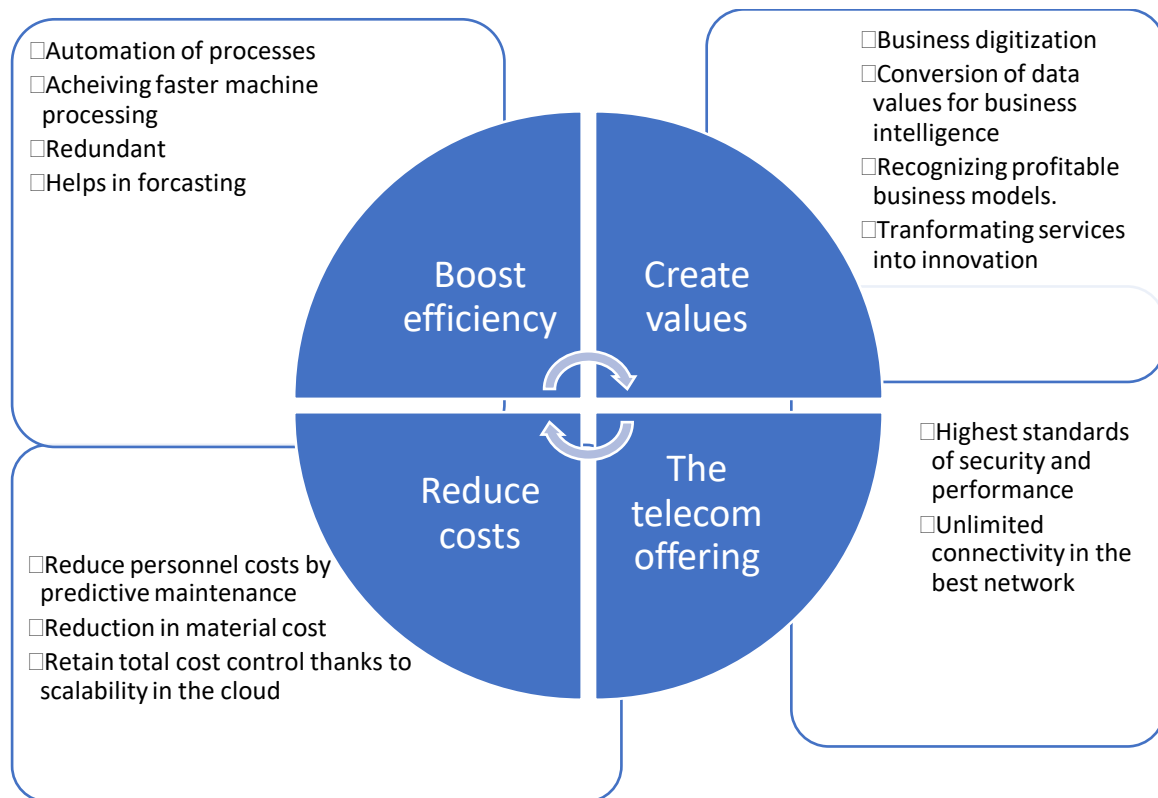 □Automation of processes
□Acheiving faster machine
processing
□Redundant
□Helps in forcasting
□Business digitization
□Conversion of data
values for business
intelligence
□Recognizing profitable
business models.
□Tranformating services
into innovation
Boost
efficiency
Create
values
Reduce
costs
The
telecom
offering
□Reduce personnel costs by
predictive maintenance
□Reduction in material cost
□Retain total cost control thanks to
scalability in the cloud
□Highest standards
of security and
performance
□Unlimited
connectivity in the
best network